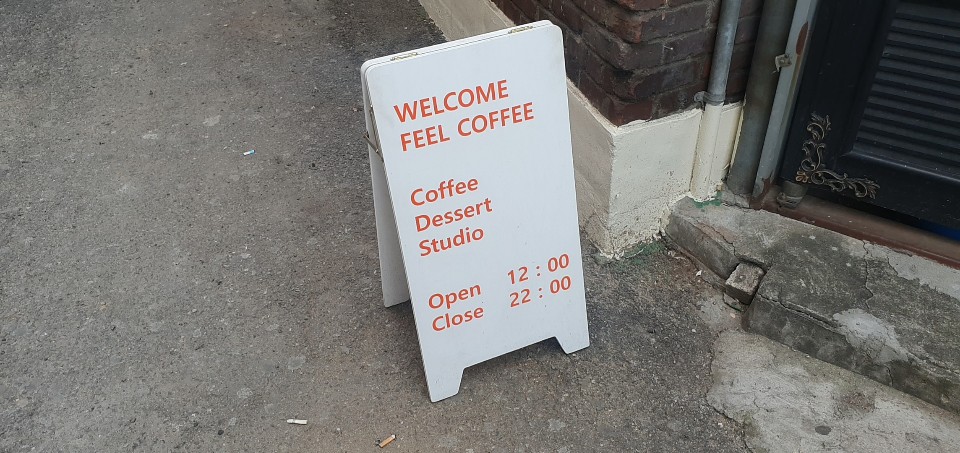 WELCOME
FEEL COFFEE
Coffee
Dessert
Studio
Open 12 : 00
Close 22 : 00